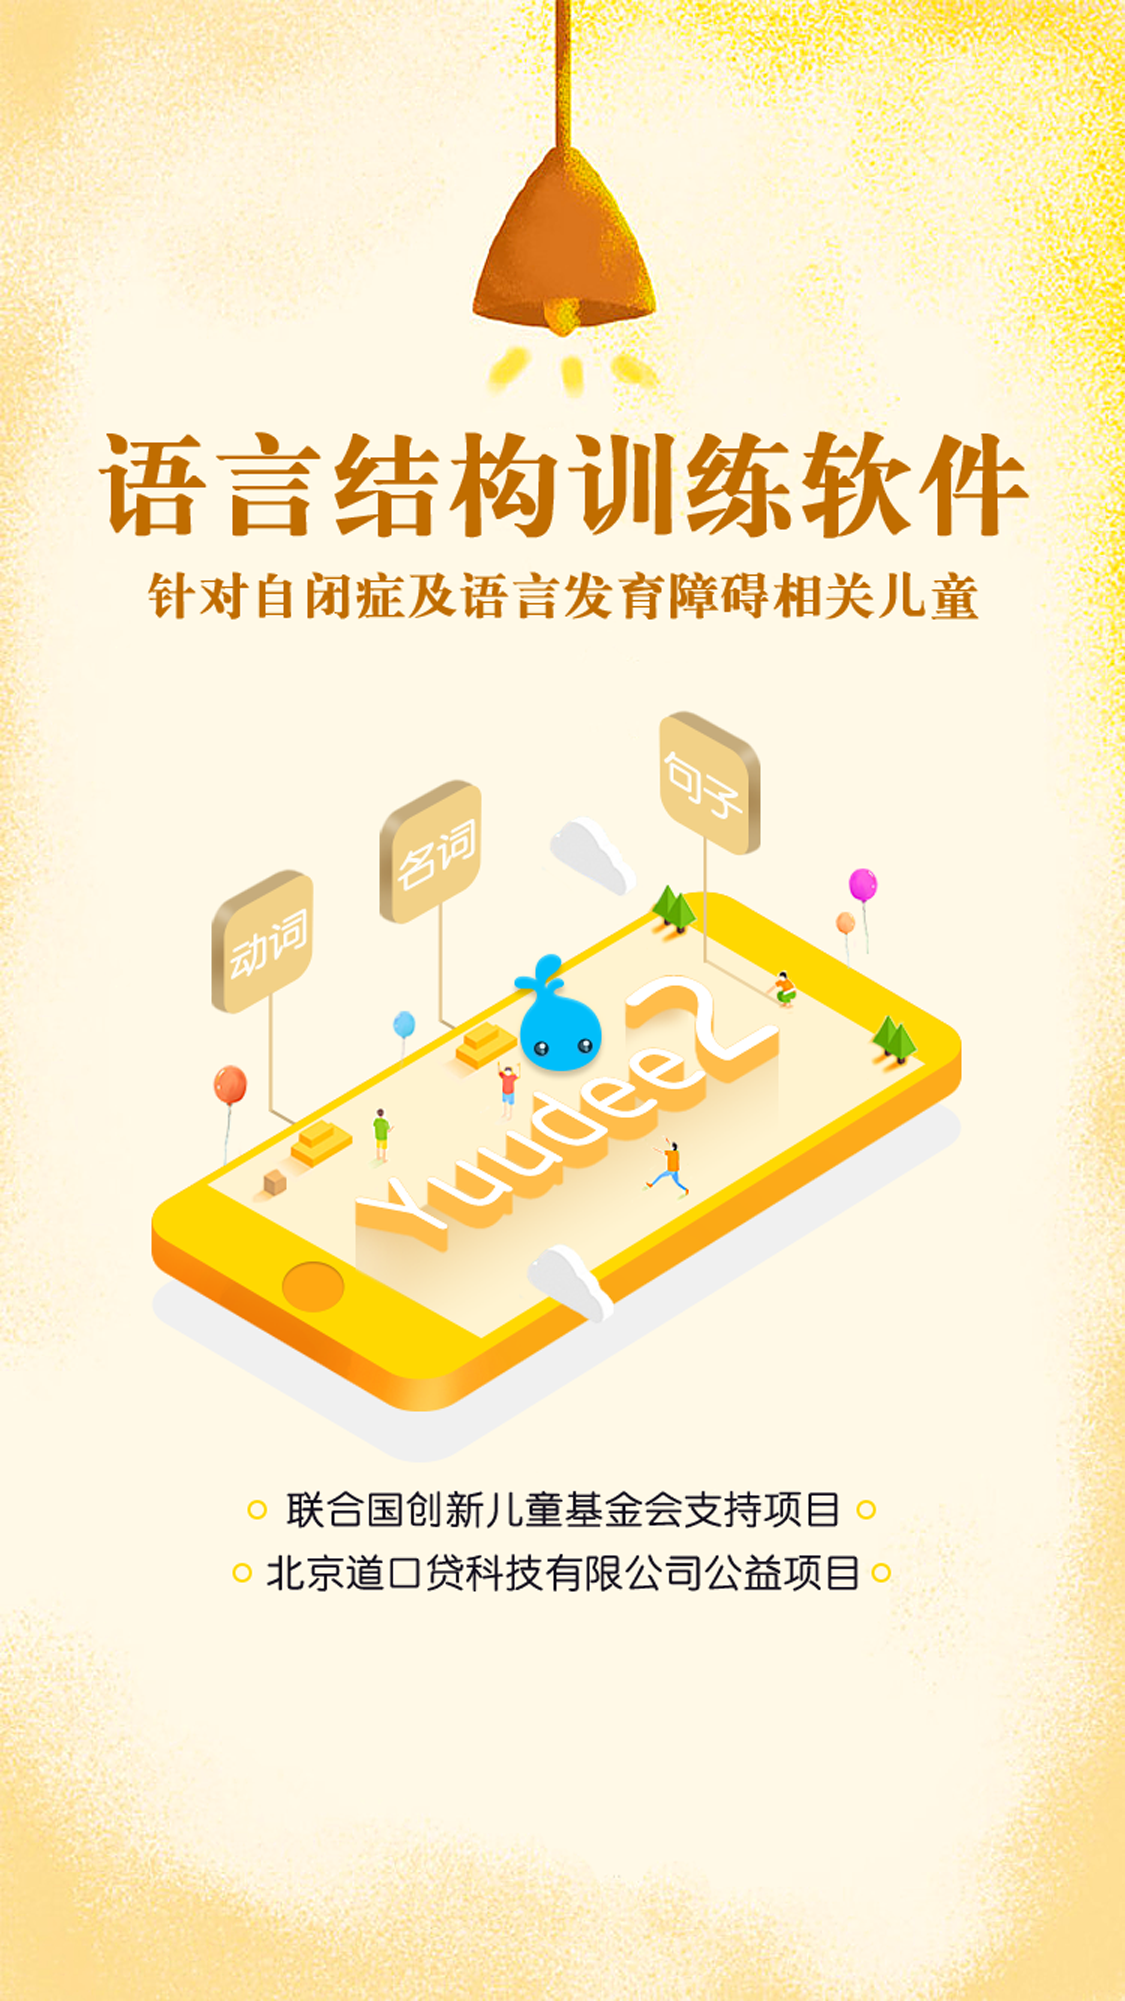 语言结构训练软件
针对自闭症及语言发育障碍相关儿童
句子
名词
动词
Yuudee2
联合国创新儿童基金会支持项目
北京道口贷科技有限公司公益项目